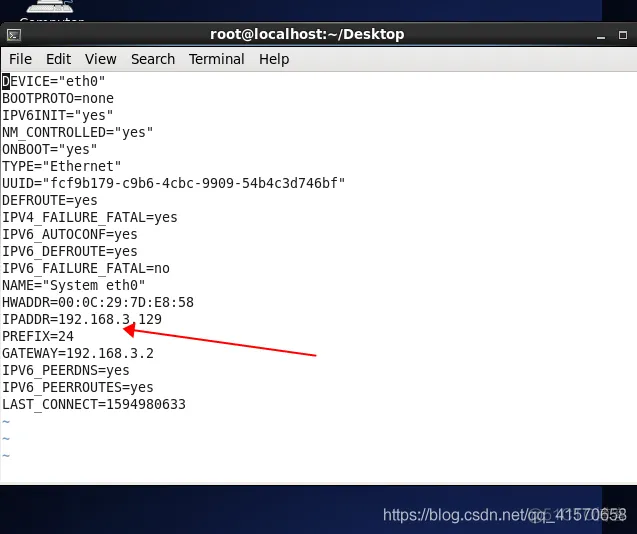 Computer
root@localhost:~/Desktop
File Edit View Search Terminal Help
DEVICE="eth0"
BOOTPROTO=none
IPV6INIT="yes"
NM_CONTROLLED="yes"
ONBOOT="yes"
TYPE="Ethernet"
UUID="fcf9b179-c9b6-4cbc-9909-54b4c3d746bf"
DEFROUTE=yes
IPV4_FAILURE_FATAL=yes
IPV6_AUTOCONF=yes
IPV6_DEFROUTE=yes
IPV6_FAILURE_FATAL=no
NAME="System eth0"
HWADDR=00:0C:29:7D:E8:58
IPADDR=192.168.3.129
PREFIX=24
GATEWAY=192.168.3.2
IPV6_PEERDNS=yes
IPV6_PEERROUTES=yes
LAST_CONNECT=1594980633
~
~
~
https://blog.csdn.net/qq_41570658